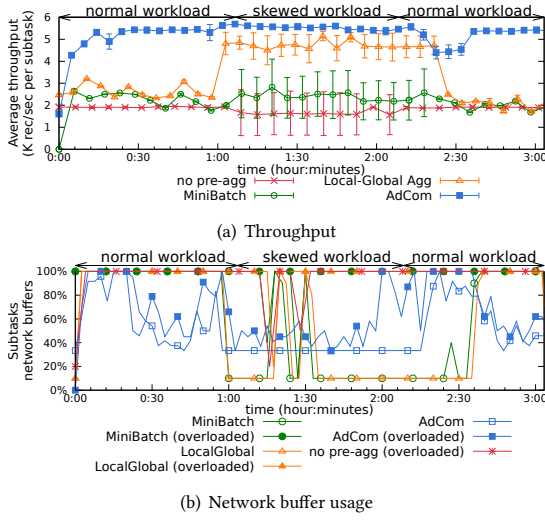 normal workload skewed workload normal workload
Average throughput
(K rec/sec per subtask)
6
5
4
3
2
1
0
0:00 0:30 1:00 1:30 2:00 2:30 3:00
time (hour:minutes)
no pre-agg Local-Global Agg
MiniBatch AdCom
(a) Throughput
normal workload skewed workload normal workload
Subtasks
network buffers
100%
80%
60%
40%
20%
0%
0:00 0:30 1:00 1:30 2:00 2:30 3:00
time (hour:minutes)
MiniBatch AdCom
MiniBatch (overloaded) AdCom (overloaded)
LocalGlobal no pre-agg (overloaded)
LocalGlobal (overloaded)
(b) Network buffer usage